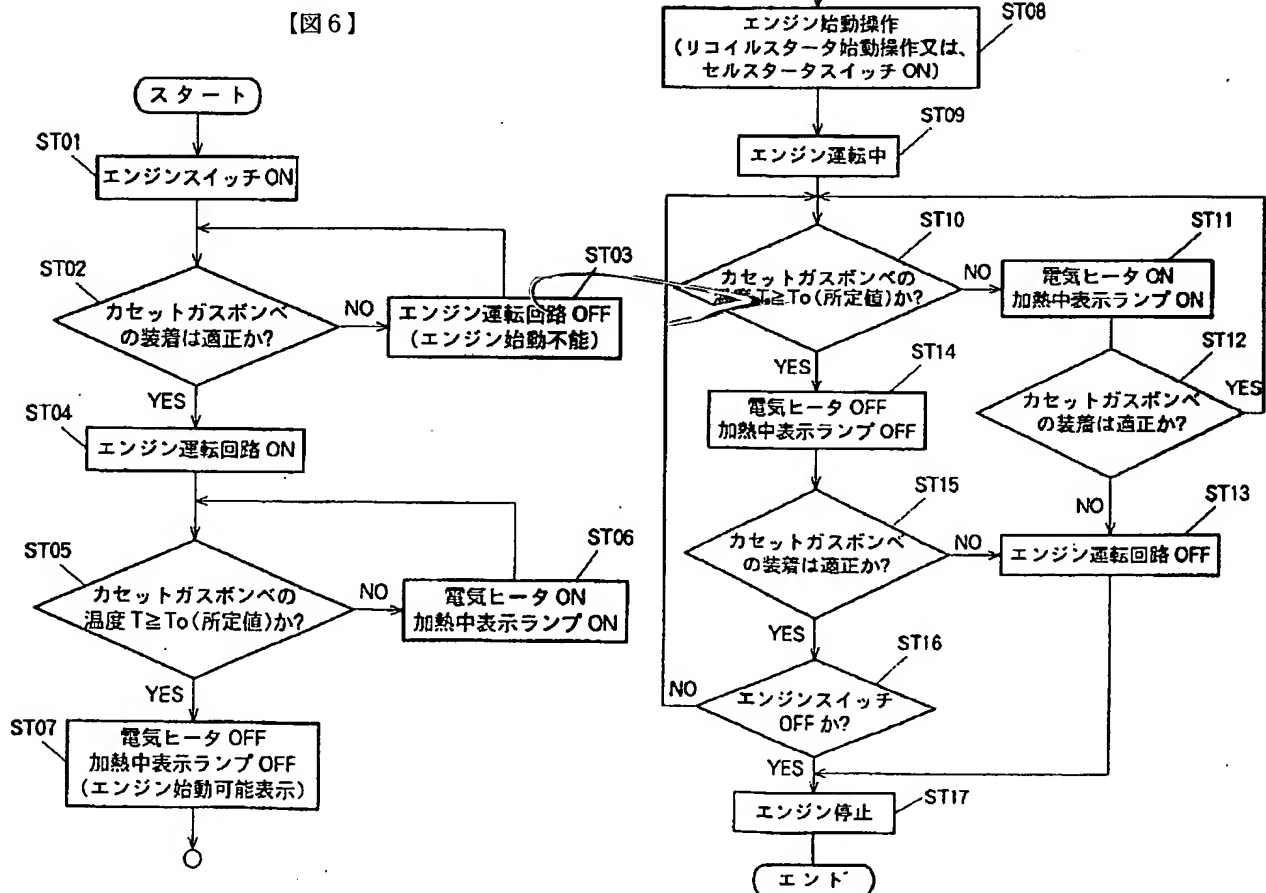 【図6】
スタート
ST01
エンジンスイッチ ON
ST02
カセットガスボンベ
の装着は適正か?
NO
ST03
エンジン運転回路 OFF
(エンジン始動不能)
YES
ST04
エンジン運転回路 ON
ST05
カセットガスボンベの
温度 T≧To(所定値)か?
NO
ST06
電気ヒータ ON
加熱中表示ランプ ON
YES
ST07
電気ヒータ OFF
加熱中表示ランプ OFF
(エンジン始動可能表示)
ST08
エンジン始動操作
(リコイルスタータ始動操作又は、
セルスタータスイッチ ON)
ST09
エンジン運転中
ST10
カセットガスボンベの
温度 T≧To(所定値)か?
NO
ST11
電気ヒータ ON
加熱中表示ランプ ON
ST12
カセットガスボンベ
の装着は適正か?
YES
NO
ST13
エンジン運転回路 OFF
YES
ST14
電気ヒータ OFF
加熱中表示ランプ OFF
ST15
カセットガスボンベ
の装着は適正か?
NO
YES
ST16
エンジンスイッチ
OFF か?
NO
YES
ST17
エンジン停止
エンド